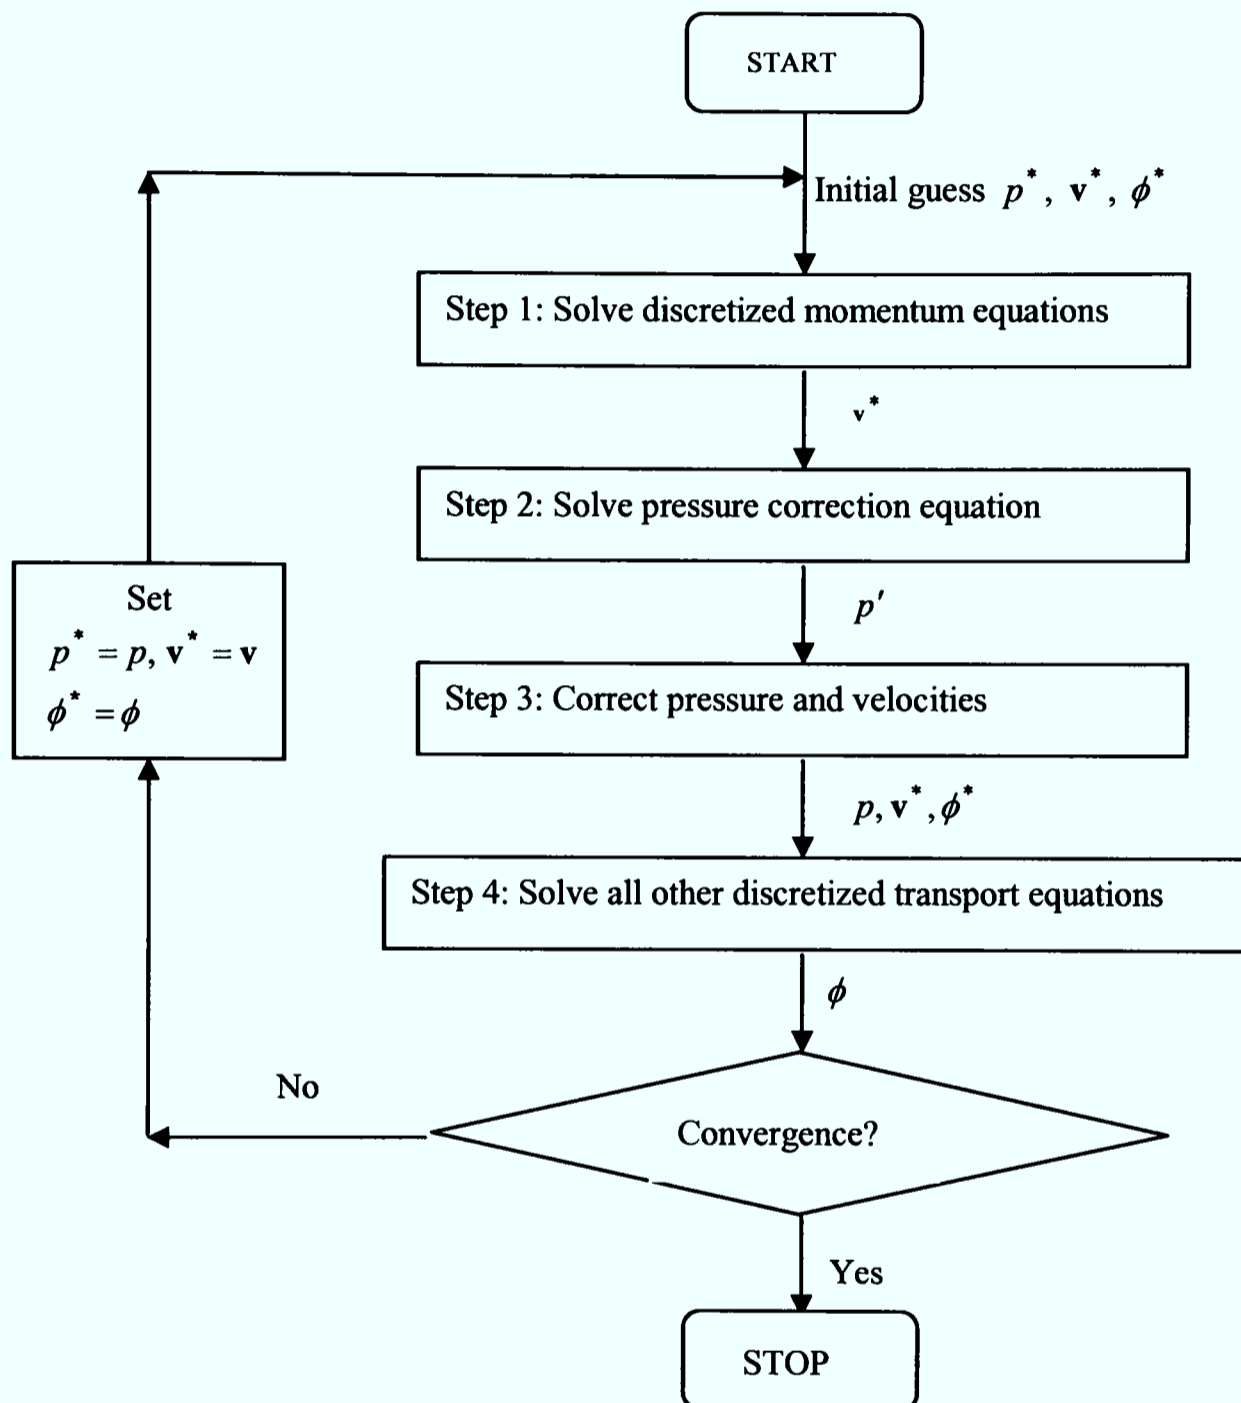 START
Initial guess p*, v*, ϕ*
Step 1: Solve discretized momentum equations
v*
Step 2: Solve pressure correction equation
p′
Set
p* = p, v* = v
ϕ* = ϕ
Step 3: Correct pressure and velocities
p, v*, ϕ*
Step 4: Solve all other discretized transport equations
ϕ
No
Convergence?
Yes
STOP